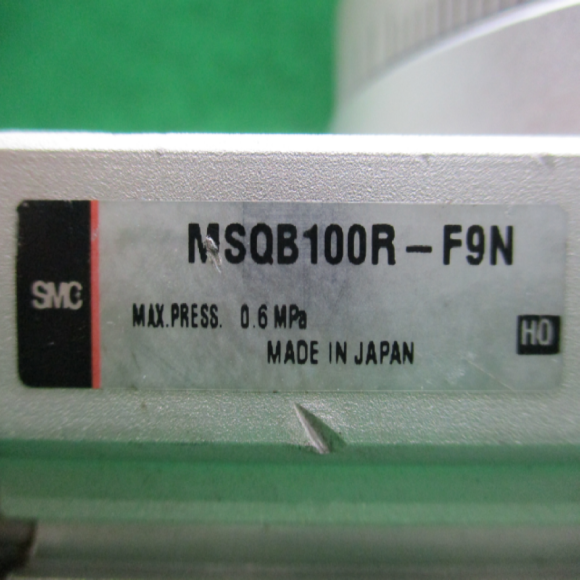 MSQB100R-F9N
SMC
MAX.PRESS. 0.6 MPa
MADE IN JAPAN
HO